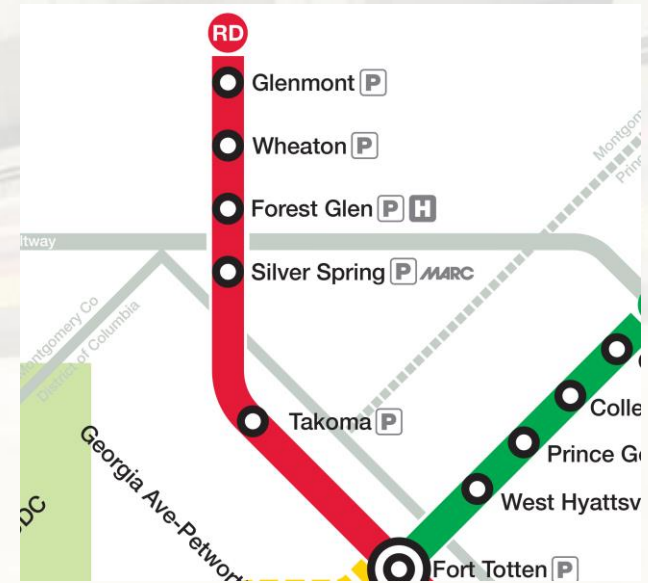 RD
Glenmont P
Wheaton P
Forest Glen P H
Silver Spring P MARC
Montgomery Co
District of Columbia
Takoma P
Georgia Ave-Petwor
DC
Colle
Prince G
West Hyattsv
Fort Totten P